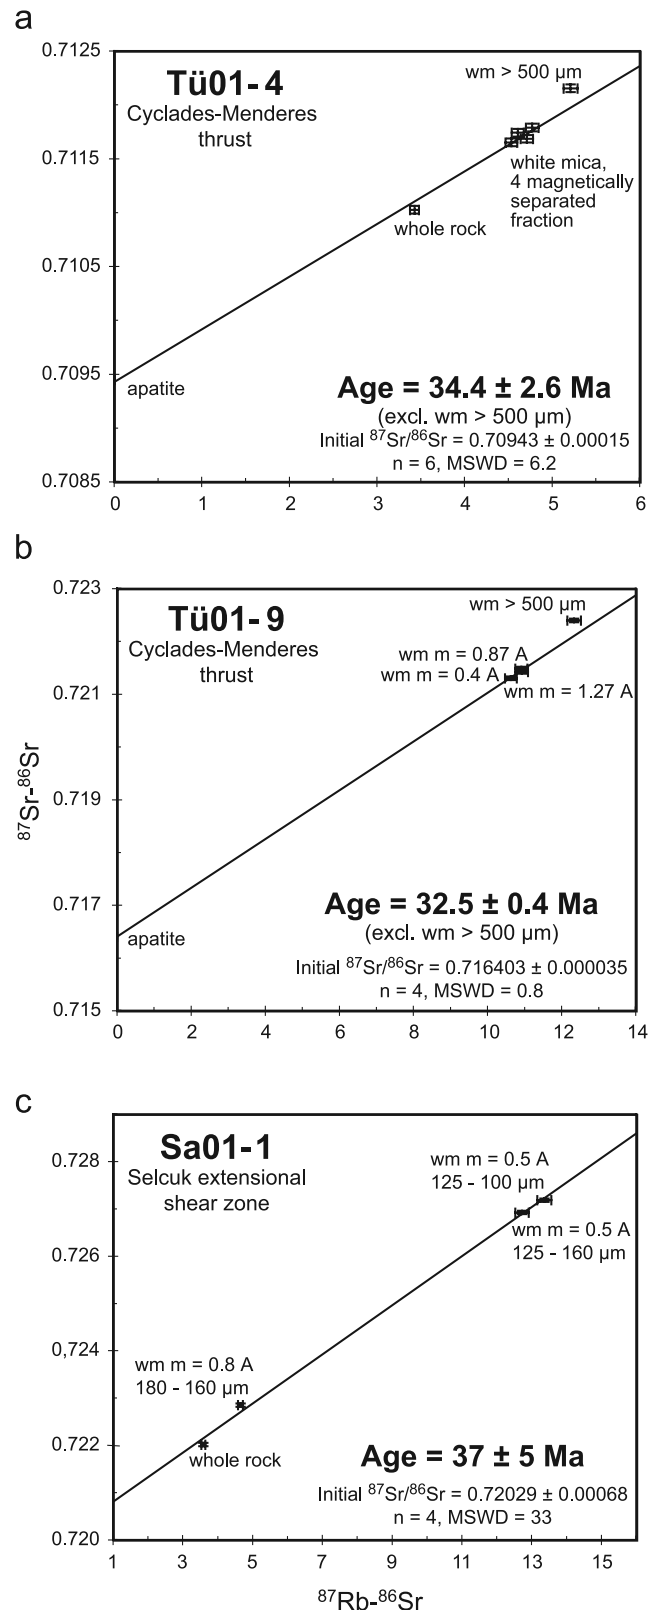 a
0.7125
Tü01-4
Cyclades-Menderes
thrust
wm > 500 µm
0.7115
white mica,
4 magnetically
separated
fraction
whole rock
0.7105
0.7095
apatite
Age = 34.4 ± 2.6 Ma
(excl. wm > 500 µm)
Initial ⁸⁷Sr/⁸⁶Sr = 0.70943 ± 0.00015
n = 6, MSWD = 6.2
0.7085
0 1 2 3 4 5 6
b
0.723
Tü01-9
Cyclades-Menderes
thrust
wm > 500 µm
wm m = 0.87 A
wm m = 0.4 A
wm m = 1.27 A
0.721
0.719
⁸⁷Sr-⁸⁶Sr
0.717
apatite
Age = 32.5 ± 0.4 Ma
(excl. wm > 500 µm)
Initial ⁸⁷Sr/⁸⁶Sr = 0.716403 ± 0.000035
n = 4, MSWD = 0.8
0.715
0 2 4 6 8 10 12 14
c
Sa01-1
Selcuk extensional
shear zone
0.728
wm m = 0.5 A
125 - 100 µm
wm m = 0.5 A
125 - 160 µm
0.726
0,.724
wm m = 0.8 A
180 - 160 µm
0.722
whole rock
Age = 37 ± 5 Ma
Initial ⁸⁷Sr/⁸⁶Sr = 0.72029 ± 0.00068
n = 4, MSWD = 33
0.720
1 3 5 7 9 11 13 15
⁸⁷Rb-⁸⁶Sr